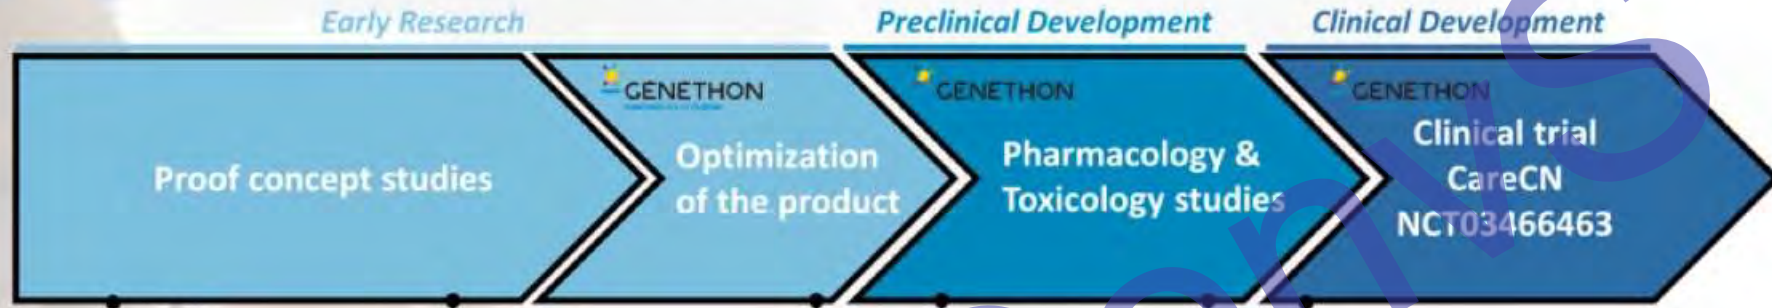 Early Research
Preclinical Development
Clinical Development
GENETHON
GENETHON
GENETHON
Proof concept studies
Optimization
of the product
Pharmacology &
Toxicology studies
Clinical trial
CareCN
NCT03466463